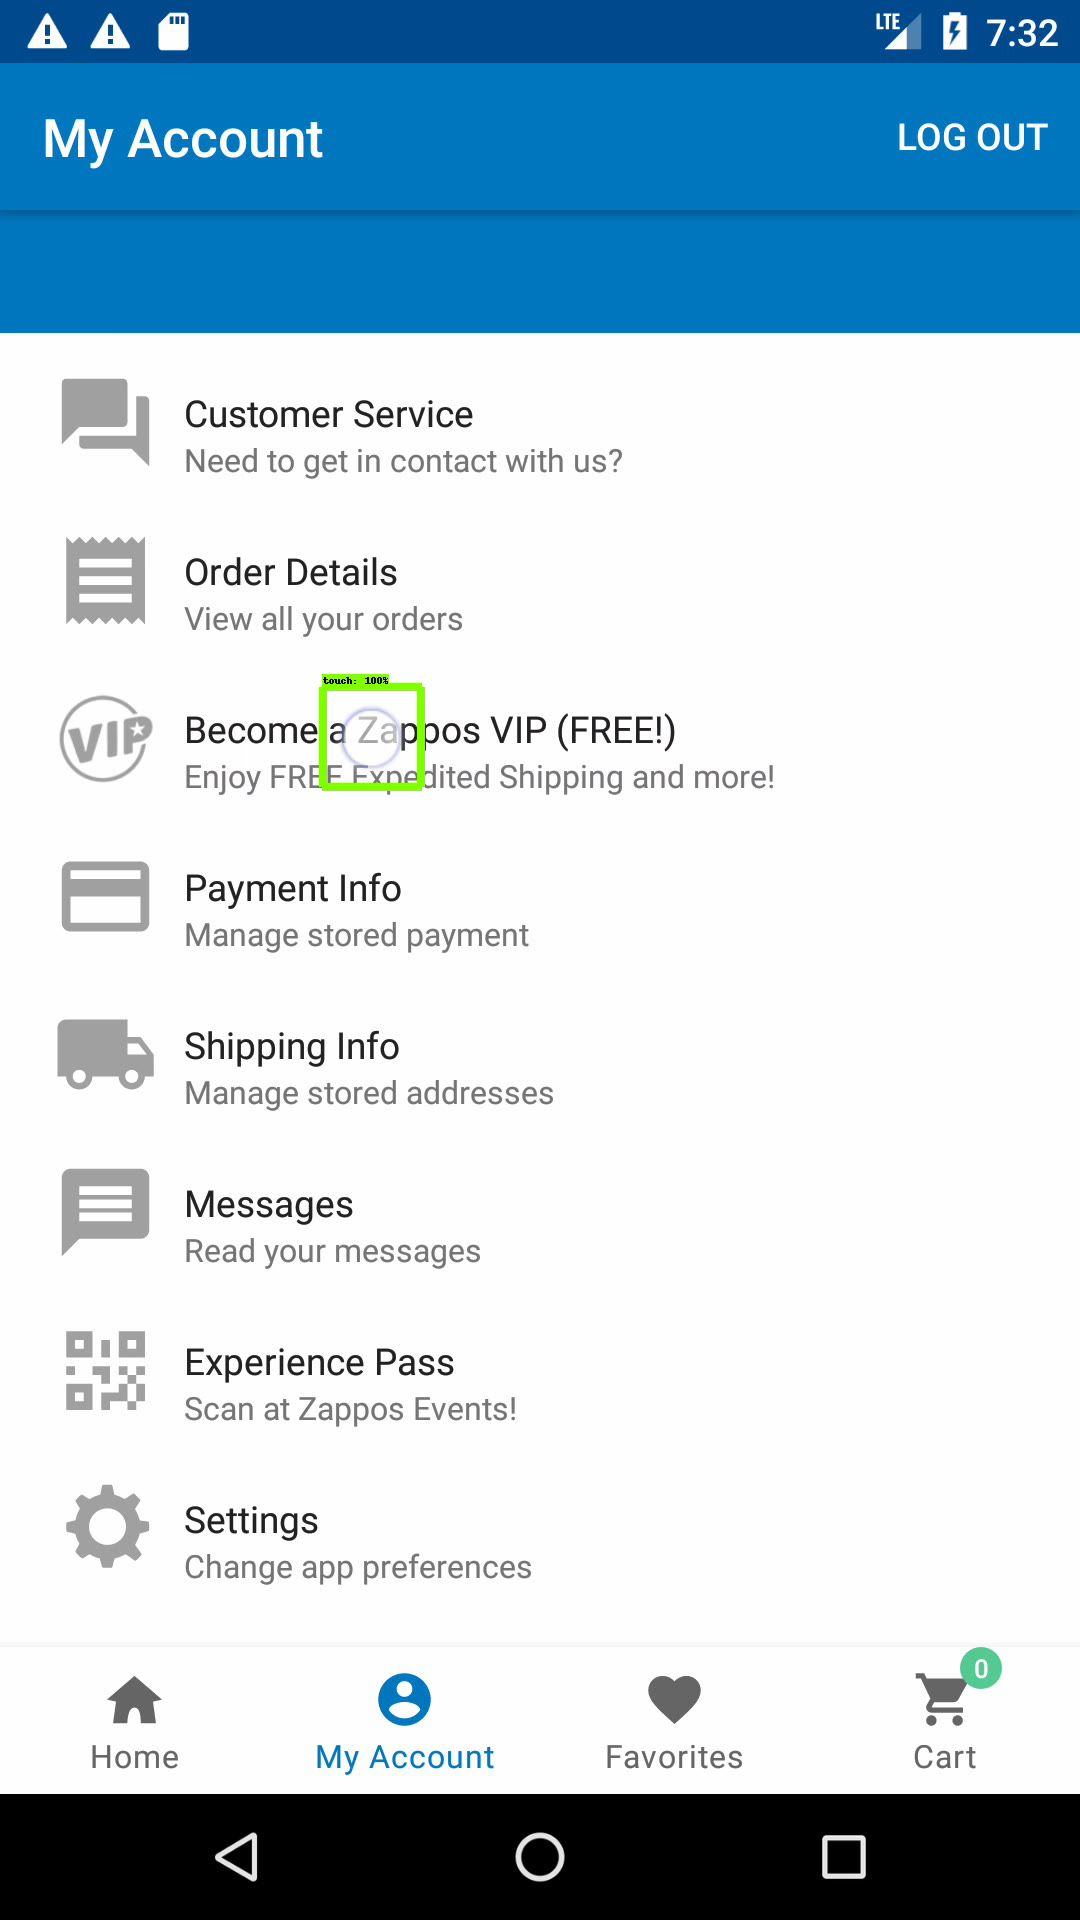 LTE 7:32
My Account LOG OUT
Customer Service
Need to get in contact with us?
Order Details
View all your orders
touch: 100%
VIP
Become a Zappos VIP (FREE!)
Enjoy FREE Expedited Shipping and more!
Payment Info
Manage stored payment
Shipping Info
Manage stored addresses
Messages
Read your messages
Experience Pass
Scan at Zappos Events!
Settings
Change app preferences
0
Home My Account Favorites Cart